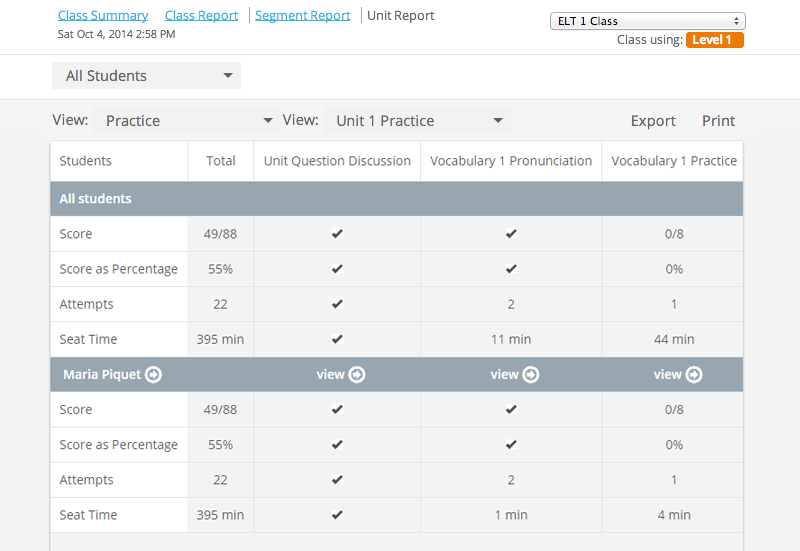 Class Summary Class Report Segment Report Unit Report
Sat Oct 4, 2014 2:58 PM
ELT 1 Class
Class using: Level 1
All Students
View: Practice View: Unit 1 Practice Export Print
Students Total Unit Question Discussion Vocabulary 1 Pronunciation Vocabulary 1 Practice
All students
Score 49/88 ✔ ✔ 0/8
Score as Percentage 55% ✔ ✔ 0%
Attempts 22 ✔ 2 1
Seat Time 395 min ✔ 11 min 44 min
Maria Piquet view view view
Score 49/88 ✔ ✔ 0/8
Score as Percentage 55% ✔ ✔ 0%
Attempts 22 ✔ 2 1
Seat Time 395 min ✔ 1 min 4 min